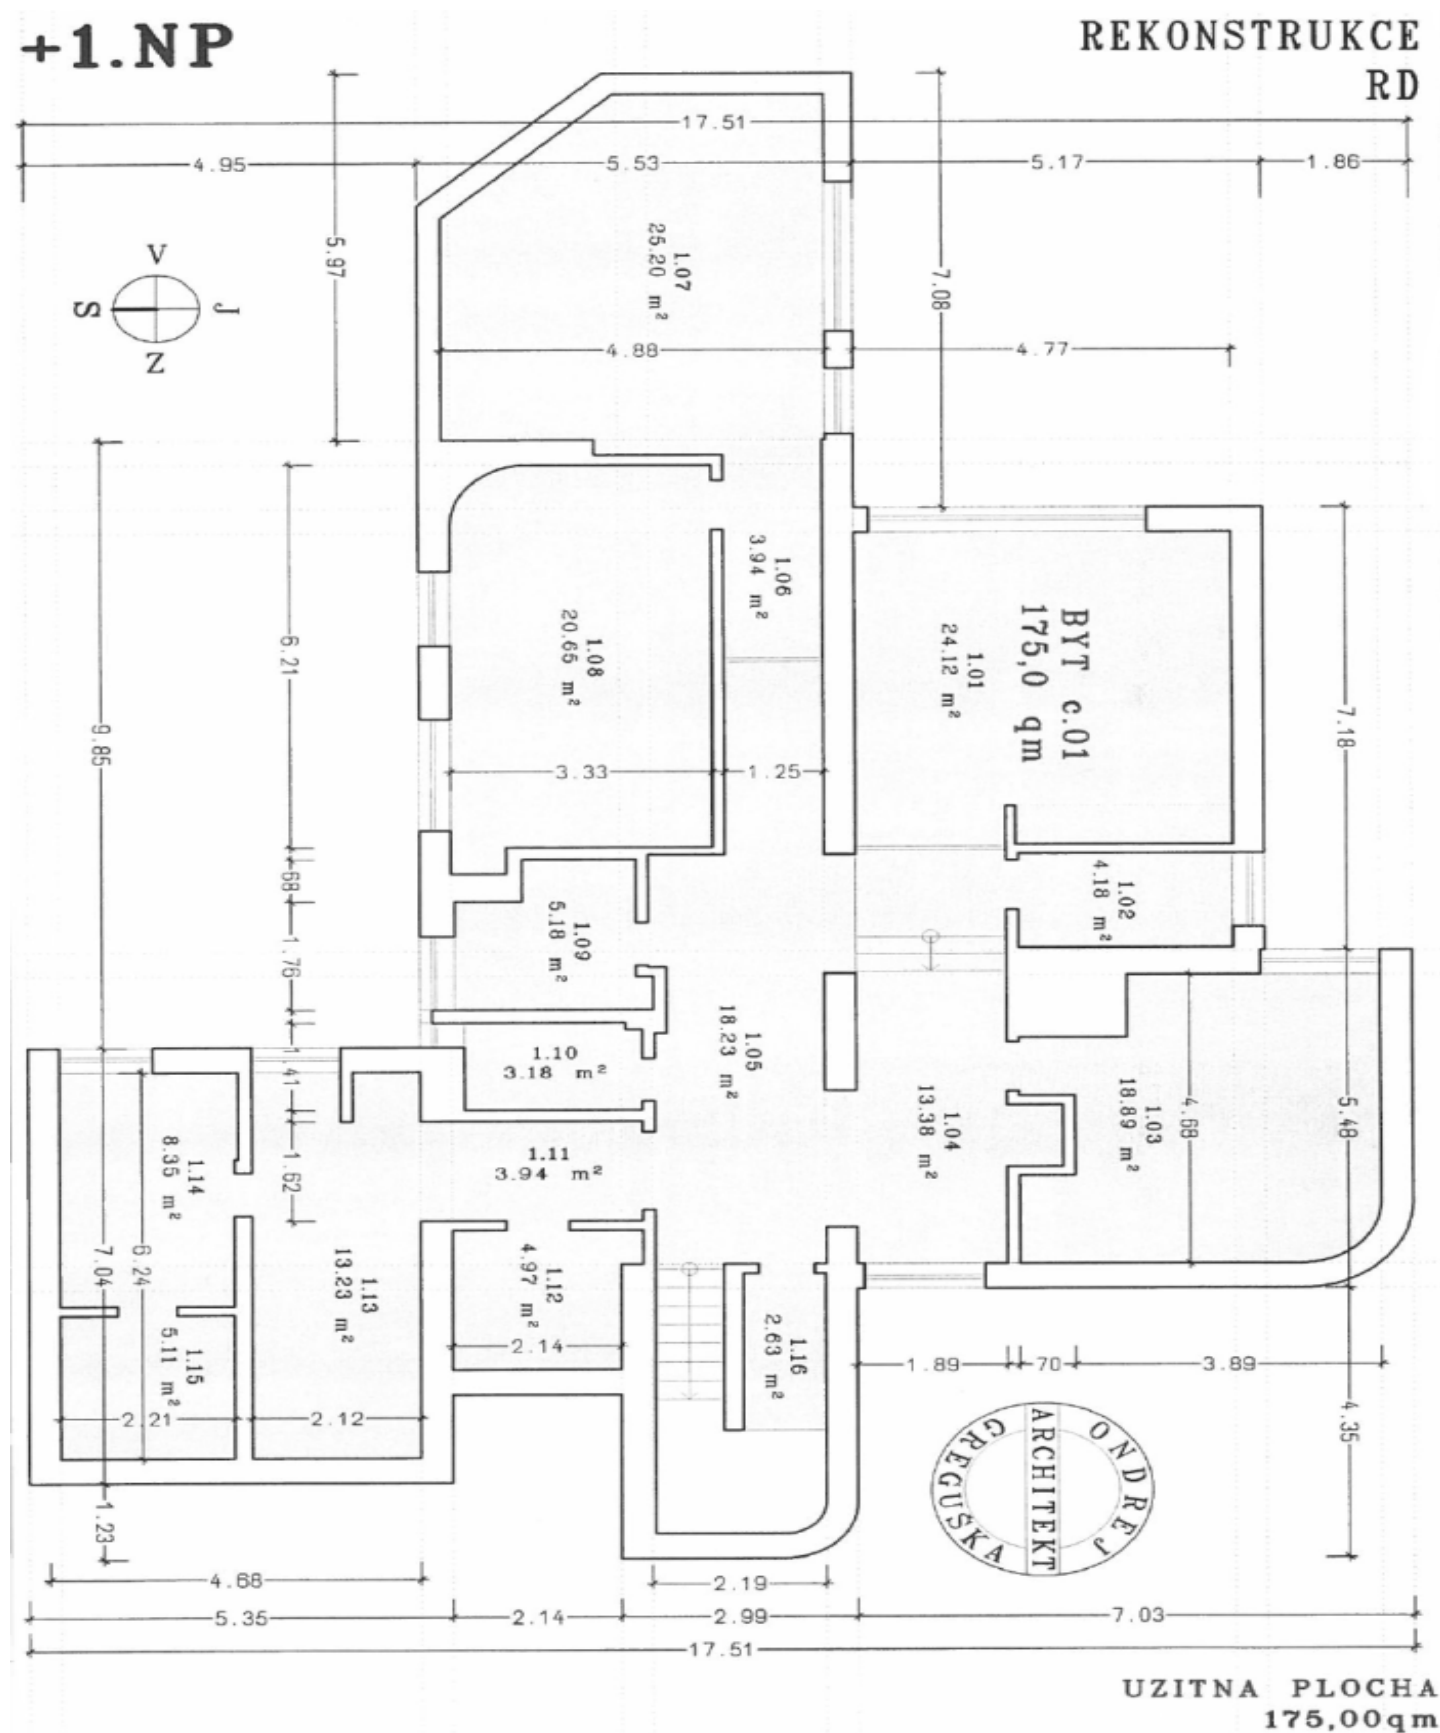 +1.NP
REKONSTRUKCE
RD
17.51
4.95
5.53
5.17
1.86
5.97
7.08
V
S
J
Z
1.07
25.20 m²
4.88
4.77
9.85
6.21
1.06
3.94 m²
1.08
20.65 m²
1.01
24.12 m²
BYT c.01
175,0 qm
7.18
3.33
1.25
68
1.02
4.18 m²
1.09
5.18 m²
1.76
1.05
18.23 m²
1.10
3.18 m²
1.41
1.04
13.38 m²
1.03
18.89 m²
4.68
5.48
1.14
8.35 m²
1.11
3.94 m²
1.62
7.04
6.24
1.13
13.23 m²
1.12
4.97 m²
2.14
1.15
5.11 m²
1.16
2.63 m²
1.89
70
3.89
2.21
2.12
4.35
ONDREJ
ARCHITEKT
GREGUSKA
1.23
4.68
2.19
5.35
2.14
2.99
7.03
17.51
UZITNA PLOCHA
175,00qm